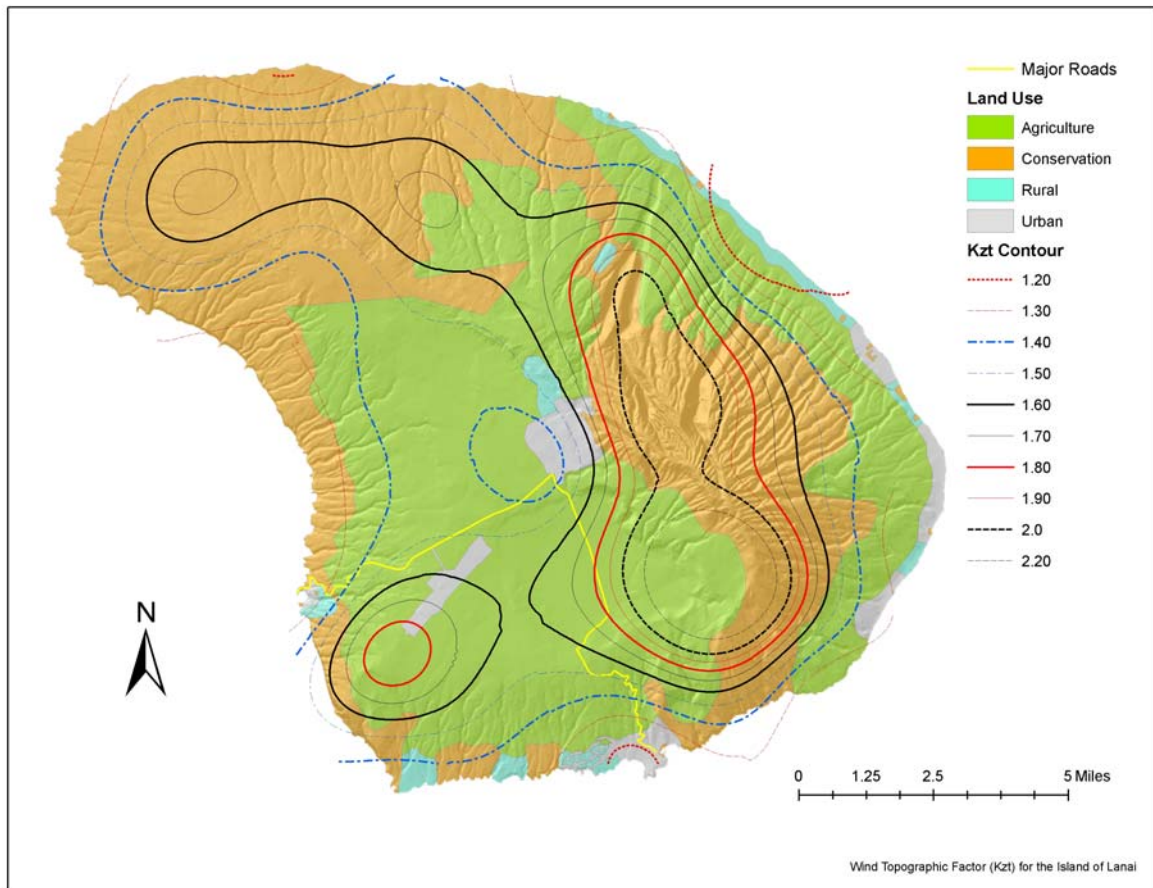 Major Roads
Land Use
Agriculture
Conservation
Rural
Urban
Kzt Contour
1.20
1.30
1.40
1.50
1.60
1.70
1.80
1.90
2.0
2.20
N
0 1.25 2.5 5 Miles
Wind Topographic Factor (Kzt) for the Island of Lanai